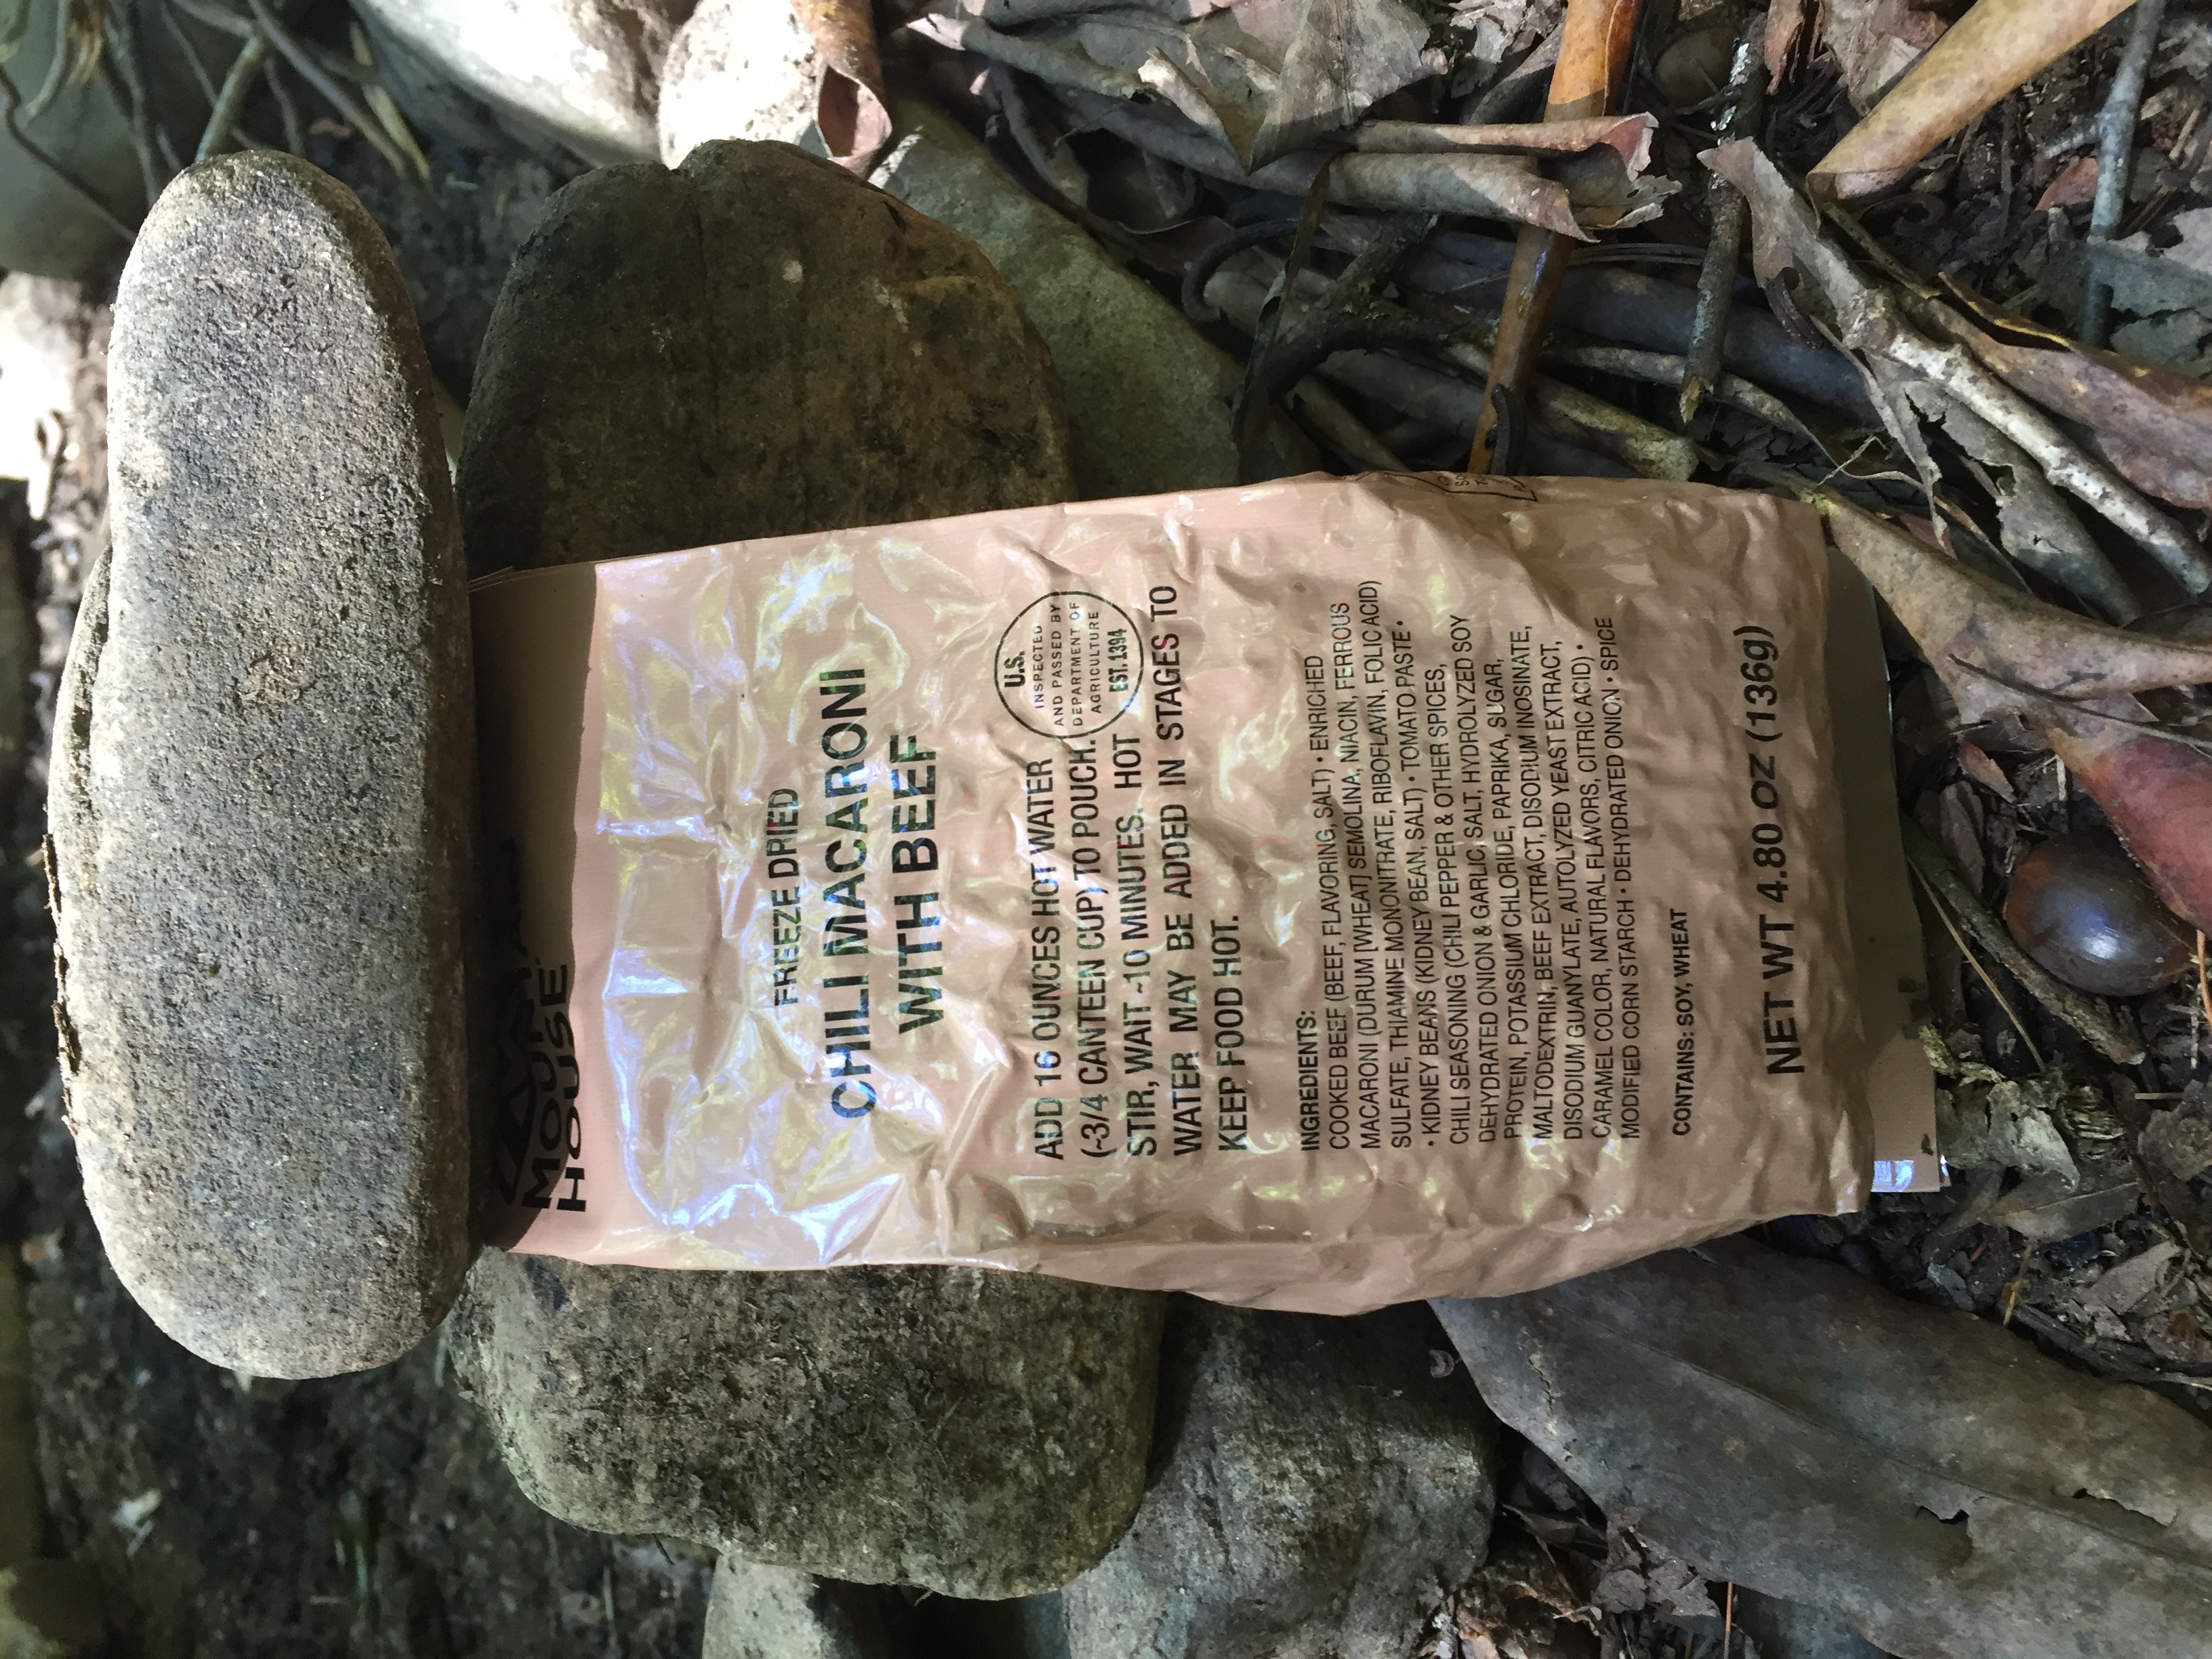 MOUNTAIN
HOUSE
FREEZE DRIED
CHILI MACARONI
WITH BEEF
ADD 16 OUNCES HOT WATER
(~3/4 CANTEEN CUP) TO POUCH.
STIR, WAIT ~10 MINUTES. HOT
WATER MAY BE ADDED IN STAGES TO
KEEP FOOD HOT.
U.S.
INSPECTED
AND PASSED BY
DEPARTMENT OF
AGRICULTURE
EST. 1394
INGREDIENTS:
COOKED BEEF (BEEF, FLAVORING, SALT) • ENRICHED
MACARONI (DURUM [WHEAT] SEMOLINA, NIACIN, FERROUS
SULFATE, THIAMINE MONONITRATE, RIBOFLAVIN, FOLIC ACID)
• KIDNEY BEANS (KIDNEY BEAN, SALT) • TOMATO PASTE •
CHILI SEASONING (CHILI PEPPER & OTHER SPICES,
DEHYDRATED ONION & GARLIC, SALT, HYDROLYZED SOY
PROTEIN, POTASSIUM CHLORIDE, PAPRIKA, SUGAR,
MALTODEXTRIN, BEEF EXTRACT, DISODIUM INOSINATE,
DISODIUM GUANYLATE, AUTOLYZED YEAST EXTRACT,
CARAMEL COLOR, NATURAL FLAVORS, CITRIC ACID) •
MODIFIED CORN STARCH • DEHYDRATED ONION • SPICE
CONTAINS: SOY, WHEAT
NET WT 4.80 OZ (136g)